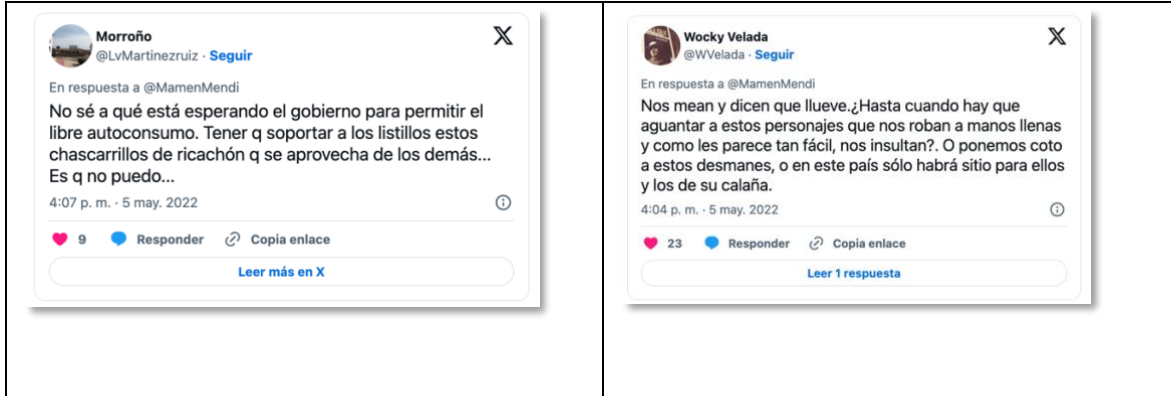 Morroño
@LvMartinezruiz · Seguir
En respuesta a @MamenMendi
No sé a qué está esperando el gobierno para permitir el
libre autoconsumo. Tener q soportar a los listillos estos
chascarrillos de ricachón q se aprovecha de los demás...
Es q no puedo...
4:07 p. m. · 5 may. 2022
9 Responder Copia enlace
Leer más en X
Wocky Velada
@WVelada · Seguir
En respuesta a @MamenMendi
Nos mean y dicen que llueve.¿Hasta cuando hay que
aguantar a estos personajes que nos roban a manos llenas
y como les parece tan fácil, nos insultan?. O ponemos coto
a estos desmanes, o en este país sólo habrá sitio para ellos
y los de su calaña.
4:04 p. m. · 5 may. 2022
23 Responder Copia enlace
Leer 1 respuesta